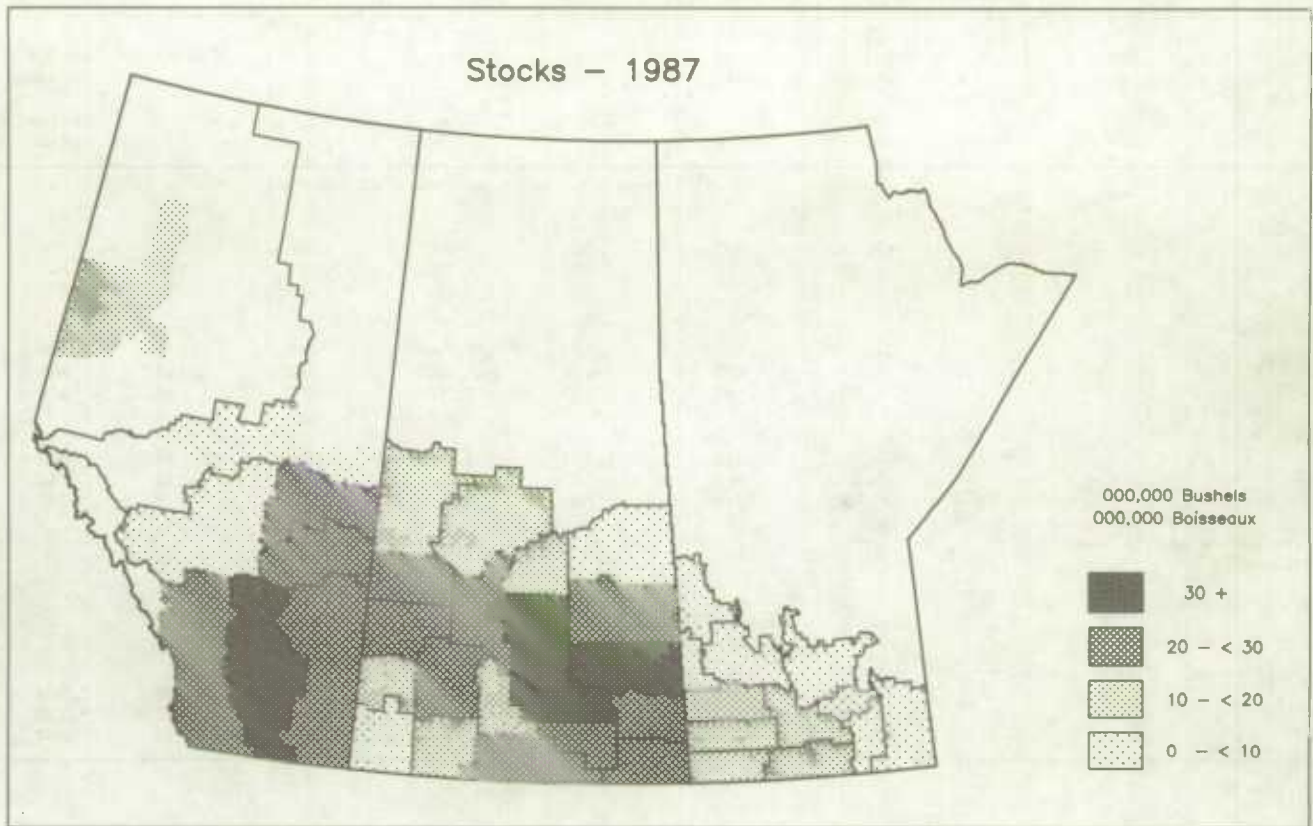 Stocks - 1987
000,000 Bushels
000,000 Boisseaux
30 +
20 - < 30
10 - < 20
0 - < 10